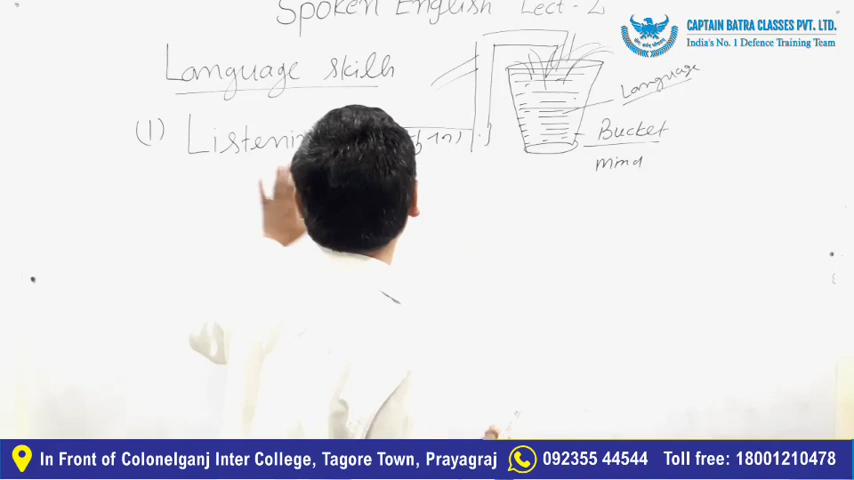 Spoken English Lect - 2
CAPTAIN BATRA CLASSES PVT. LTD.
India's No. 1 Defence Training Team
Language skills
Language
(1) Listening
Bucket
mind
In Front of Colonelganj Inter College, Tagore Town, Prayagraj
092355 44544
Toll free: 18001210478